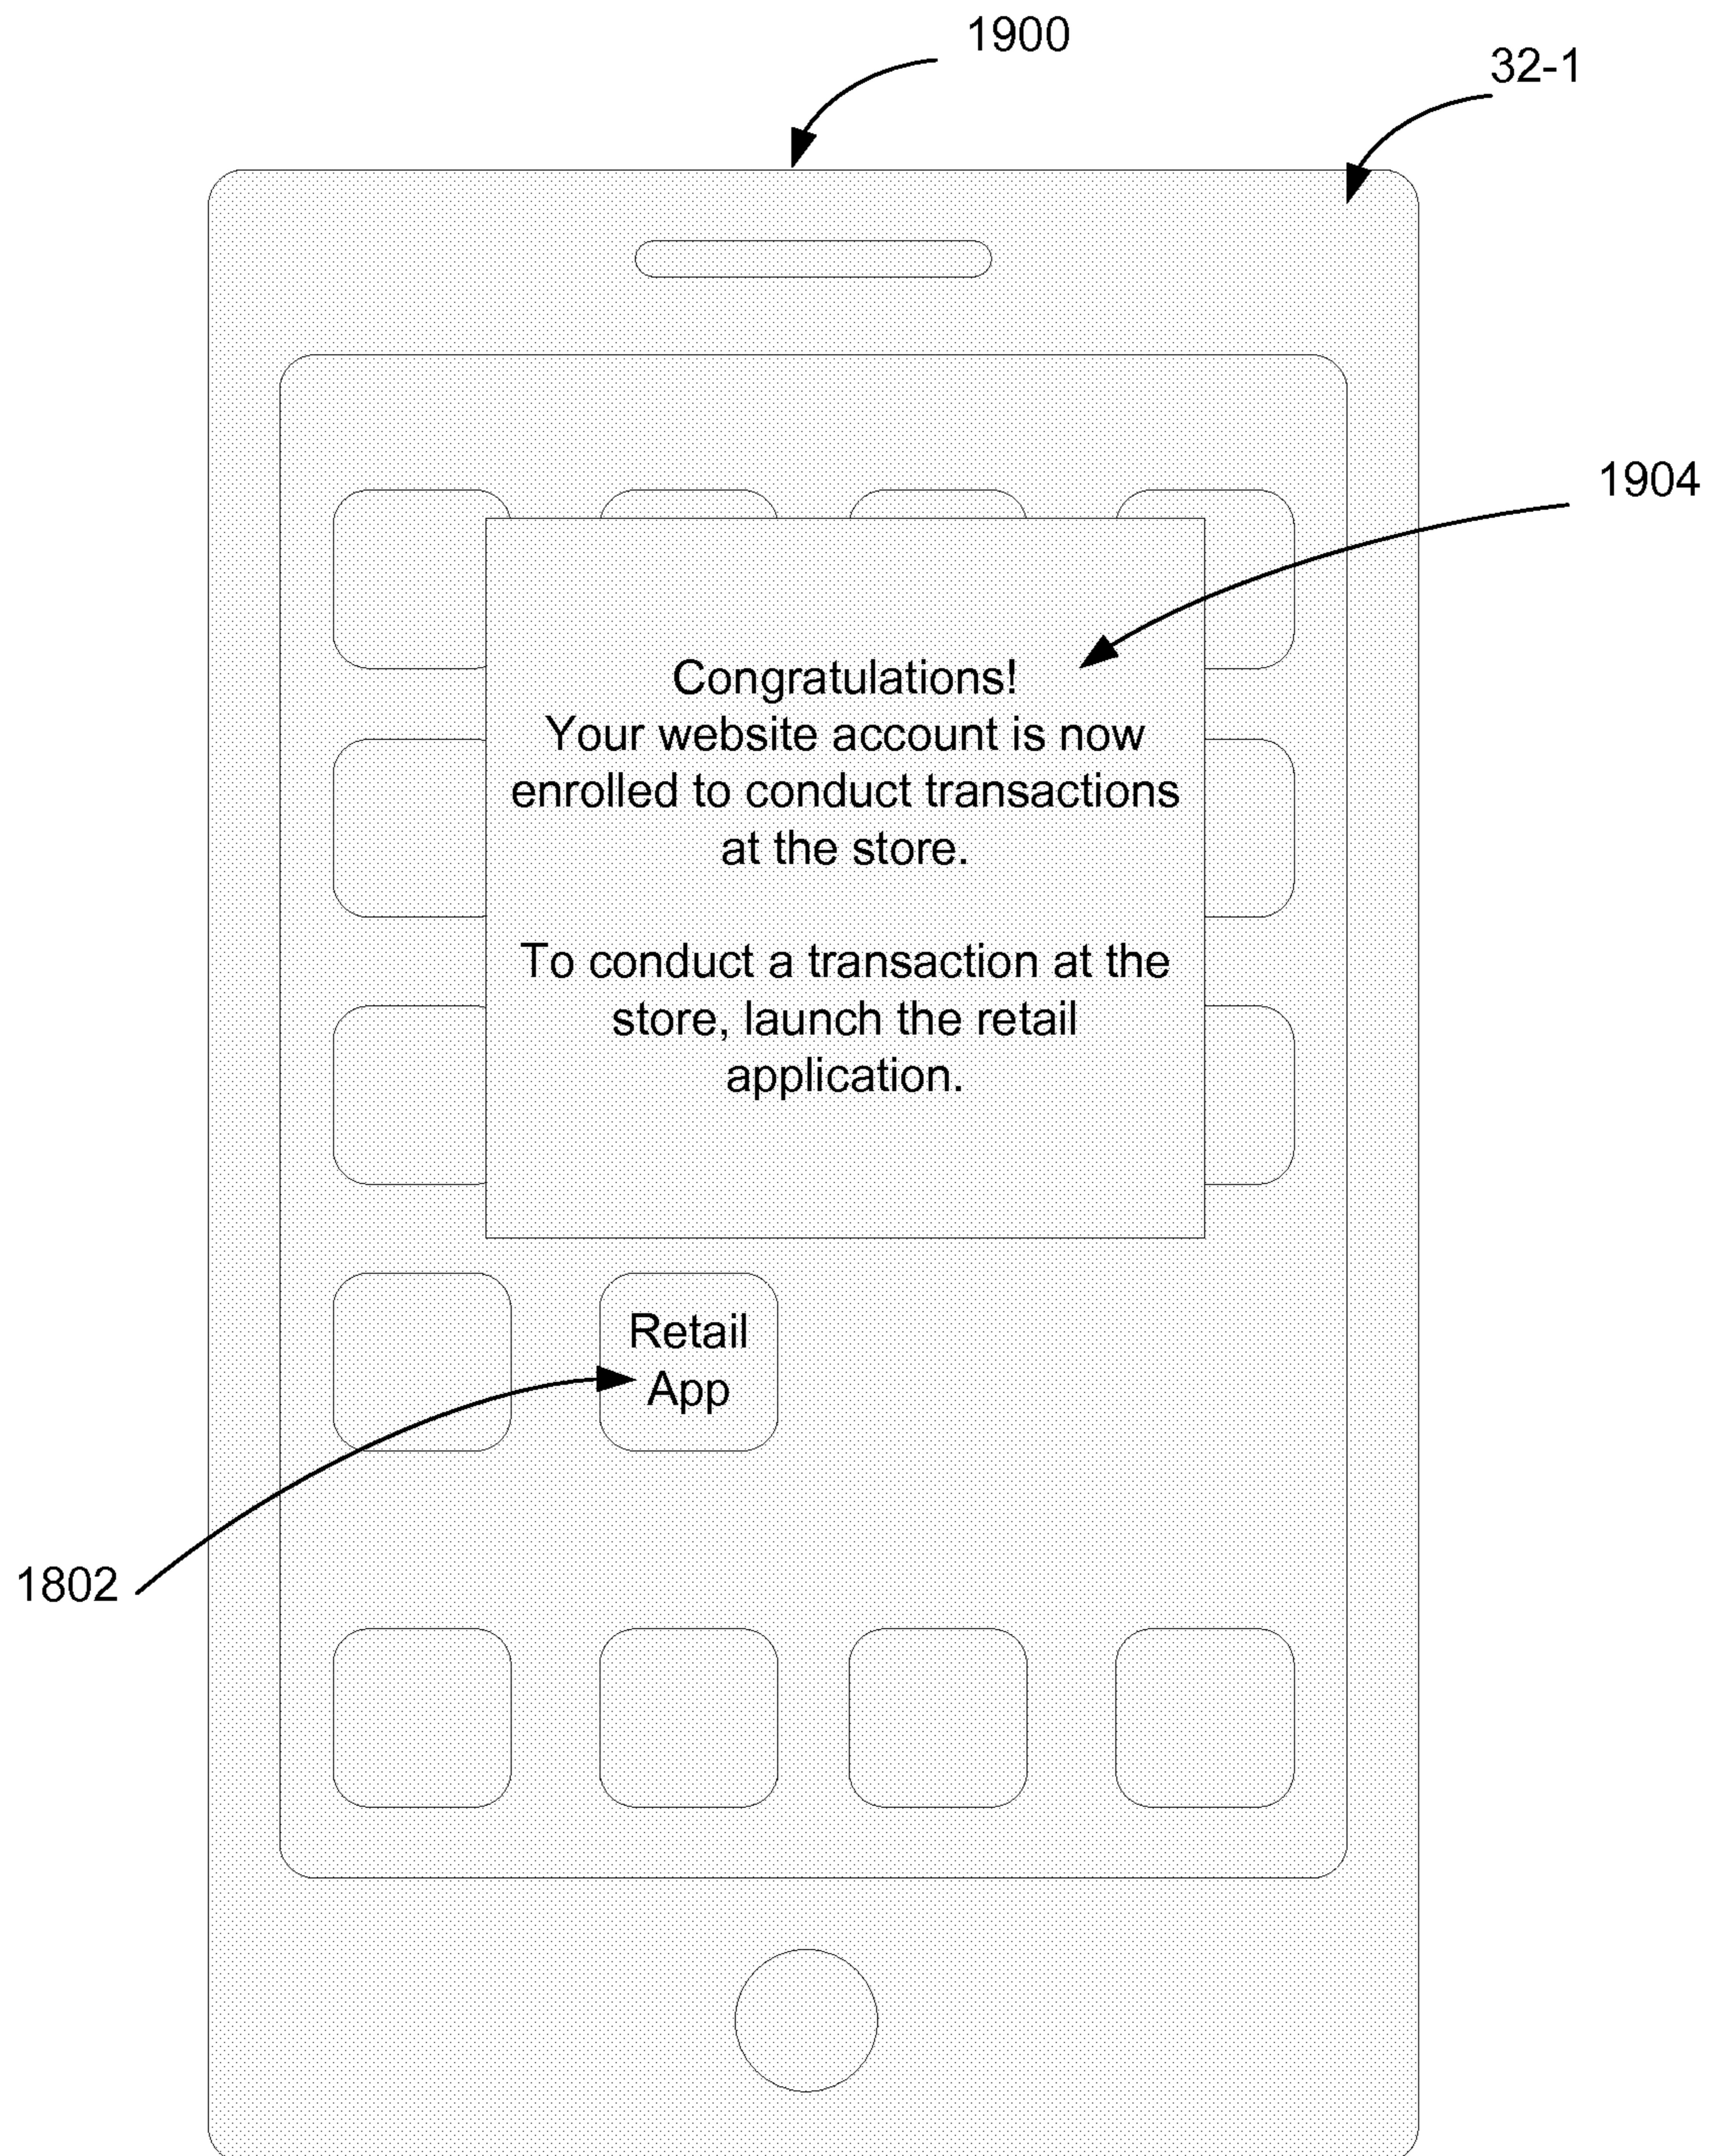 1900
32-1
1904
Congratulations!
Your website account is now
enrolled to conduct transactions
at the store.
To conduct a transaction at the
store, launch the retail
application.
Retail
App
1802